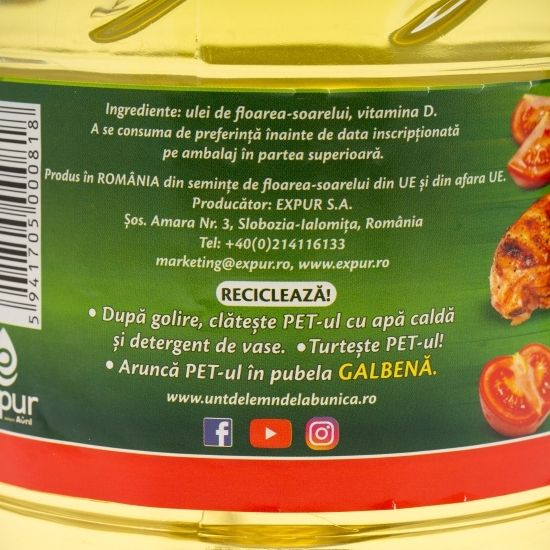 Ingrediente: ulei de floarea-soarelui, vitamina D.
A se consuma de preferință înainte de data inscripționată
pe ambalaj în partea superioară.
Produs în ROMÂNIA din semințe de floarea-soarelui din UE și din afara UE.
Producător: EXPUR S.A.
Șos. Amara Nr. 3, Slobozia-Ialomița, România
Tel: +40(0)214116133
marketing@expur.ro, www.expur.ro
RECICLEAZĂ!
• După golire, clătește PET-ul cu apă caldă
și detergent de vase. • Turtește PET-ul!
• Aruncă PET-ul în pubela GALBENĂ.
www.untdelemndelabunica.ro
5 941705 000818
xpur